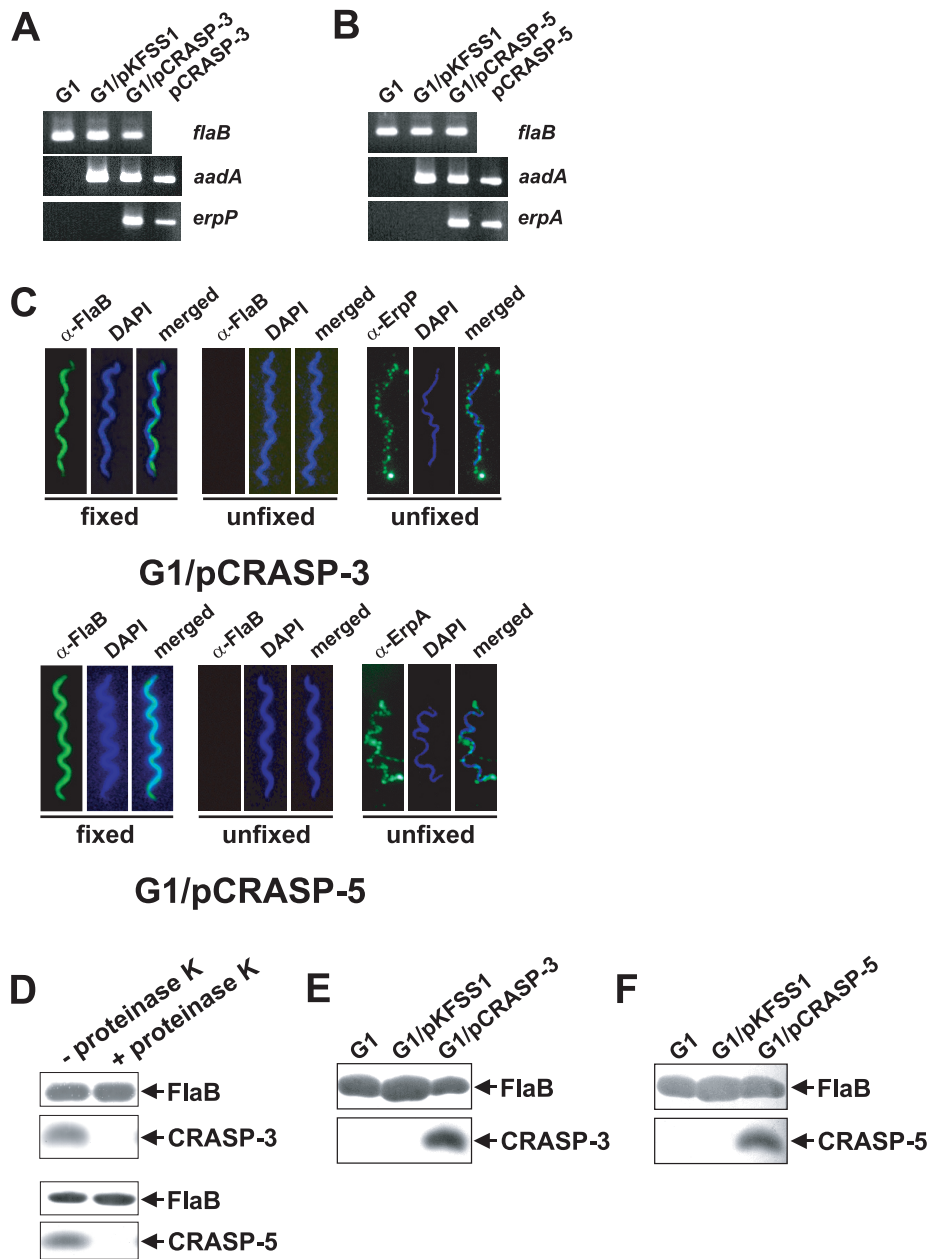 A
G1
G1/pKFSS1
G1/pCRASP-3
pCRASP-3
flaB
aadA
erpP
B
G1
G1/pKFSS1
G1/pCRASP-5
pCRASP-5
flaB
aadA
erpA
C
α-FlaB
DAPI
merged
α-FlaB
DAPI
merged
α-ErpP
DAPI
merged
fixed
unfixed
unfixed
G1/pCRASP-3
α-FlaB
DAPI
merged
α-FlaB
DAPI
merged
α-ErpA
DAPI
merged
fixed
unfixed
unfixed
G1/pCRASP-5
D
- proteinase K
+ proteinase K
FlaB
CRASP-3
FlaB
CRASP-5
E
G1
G1/pKFSS1
G1/pCRASP-3
FlaB
CRASP-3
F
G1
G1/pKFSS1
G1/pCRASP-5
FlaB
CRASP-5